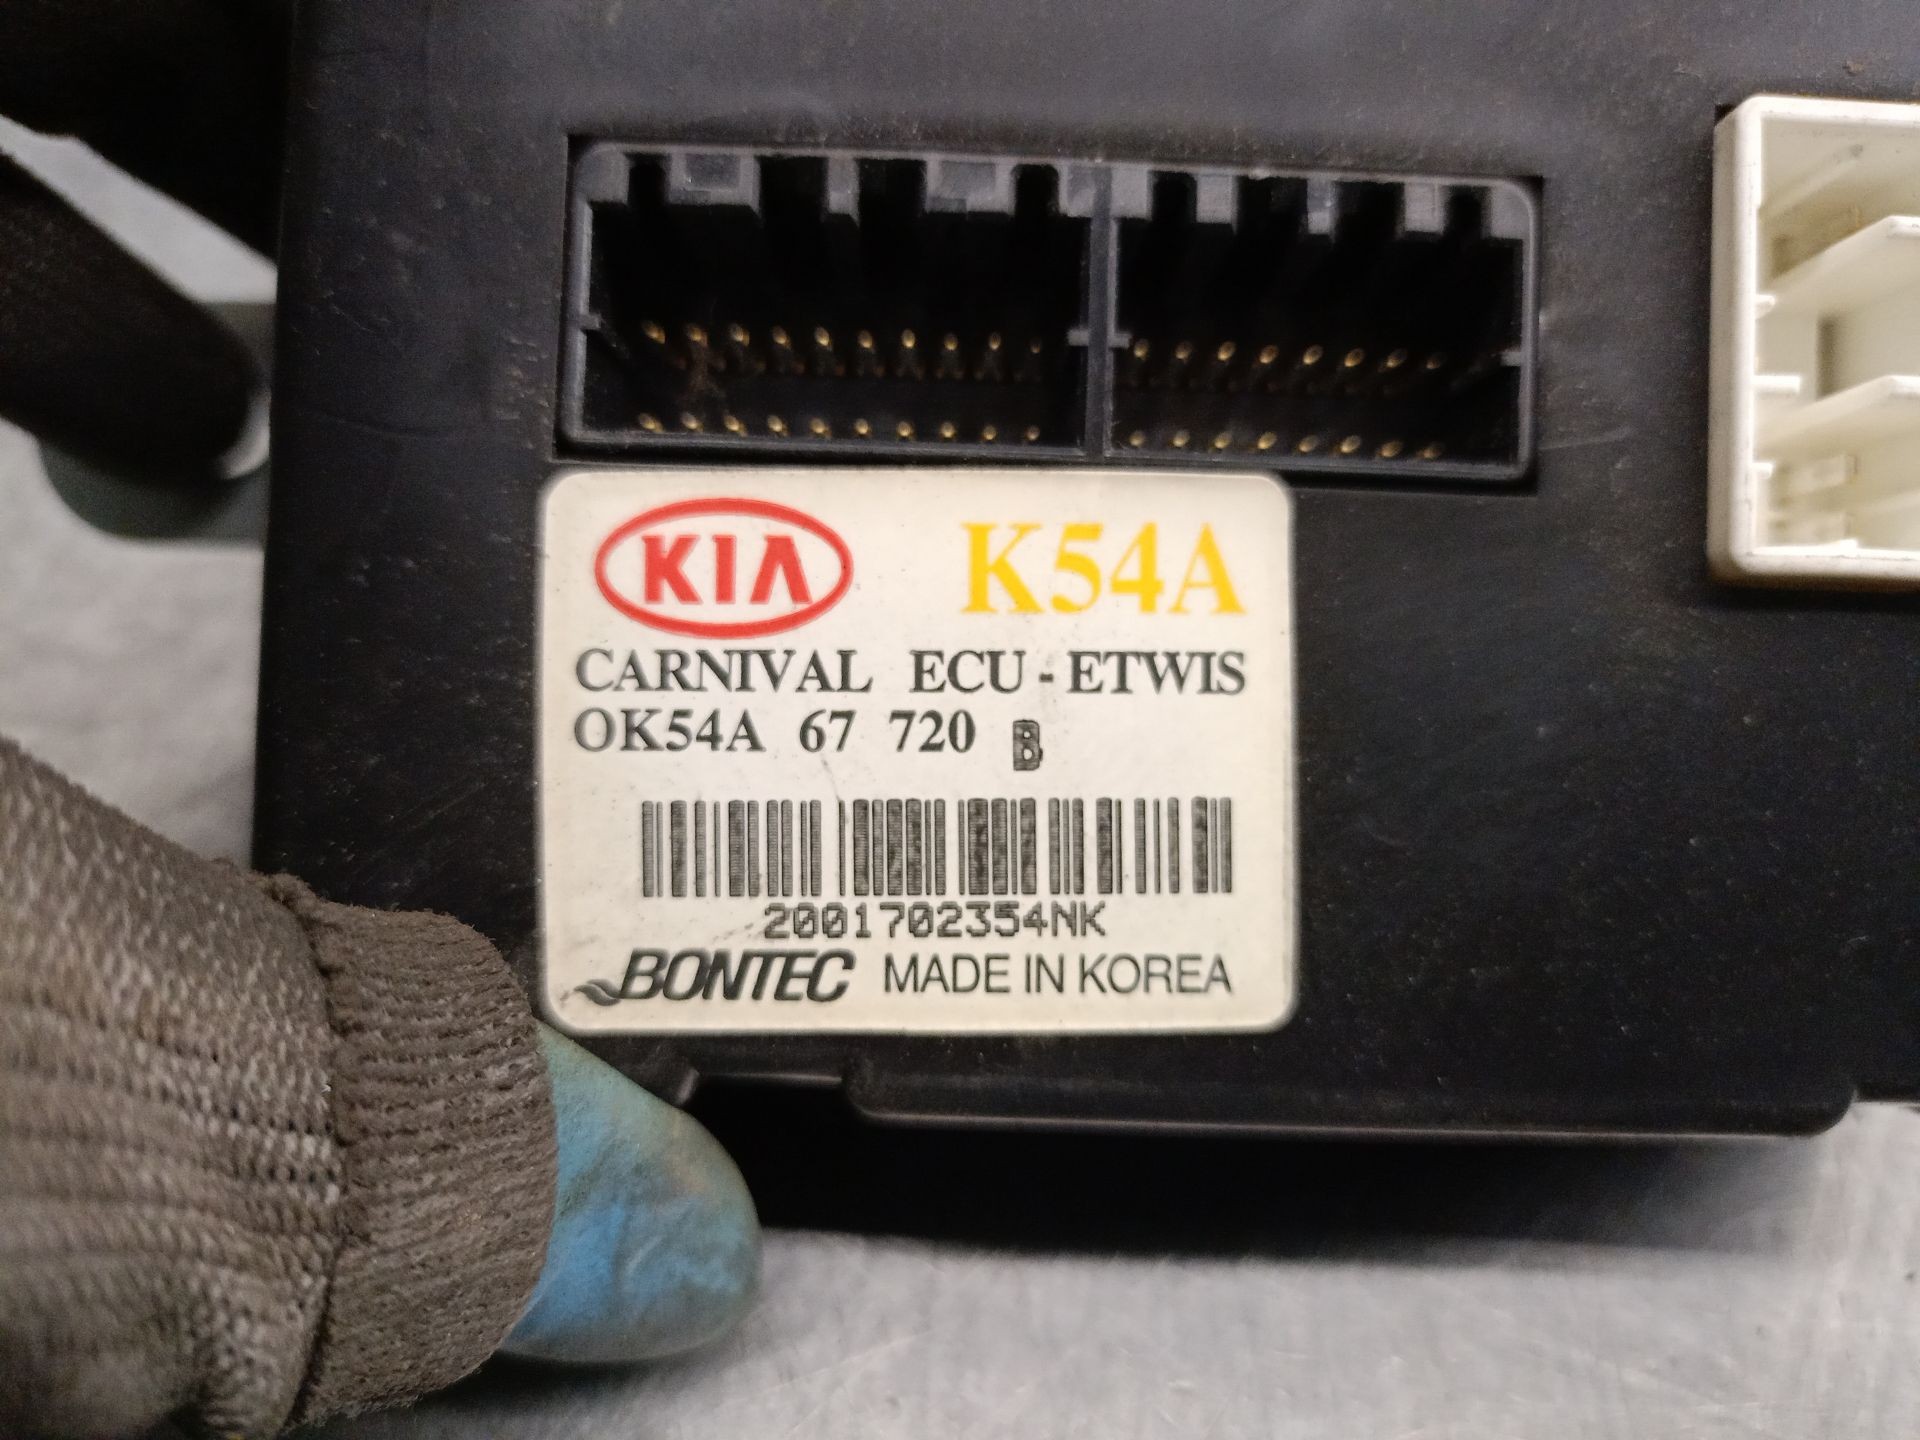 KIA K54A
CARNIVAL ECU - ETWIS
OK54A 67 720 B
2001702354NK
BONTEC MADE IN KOREA